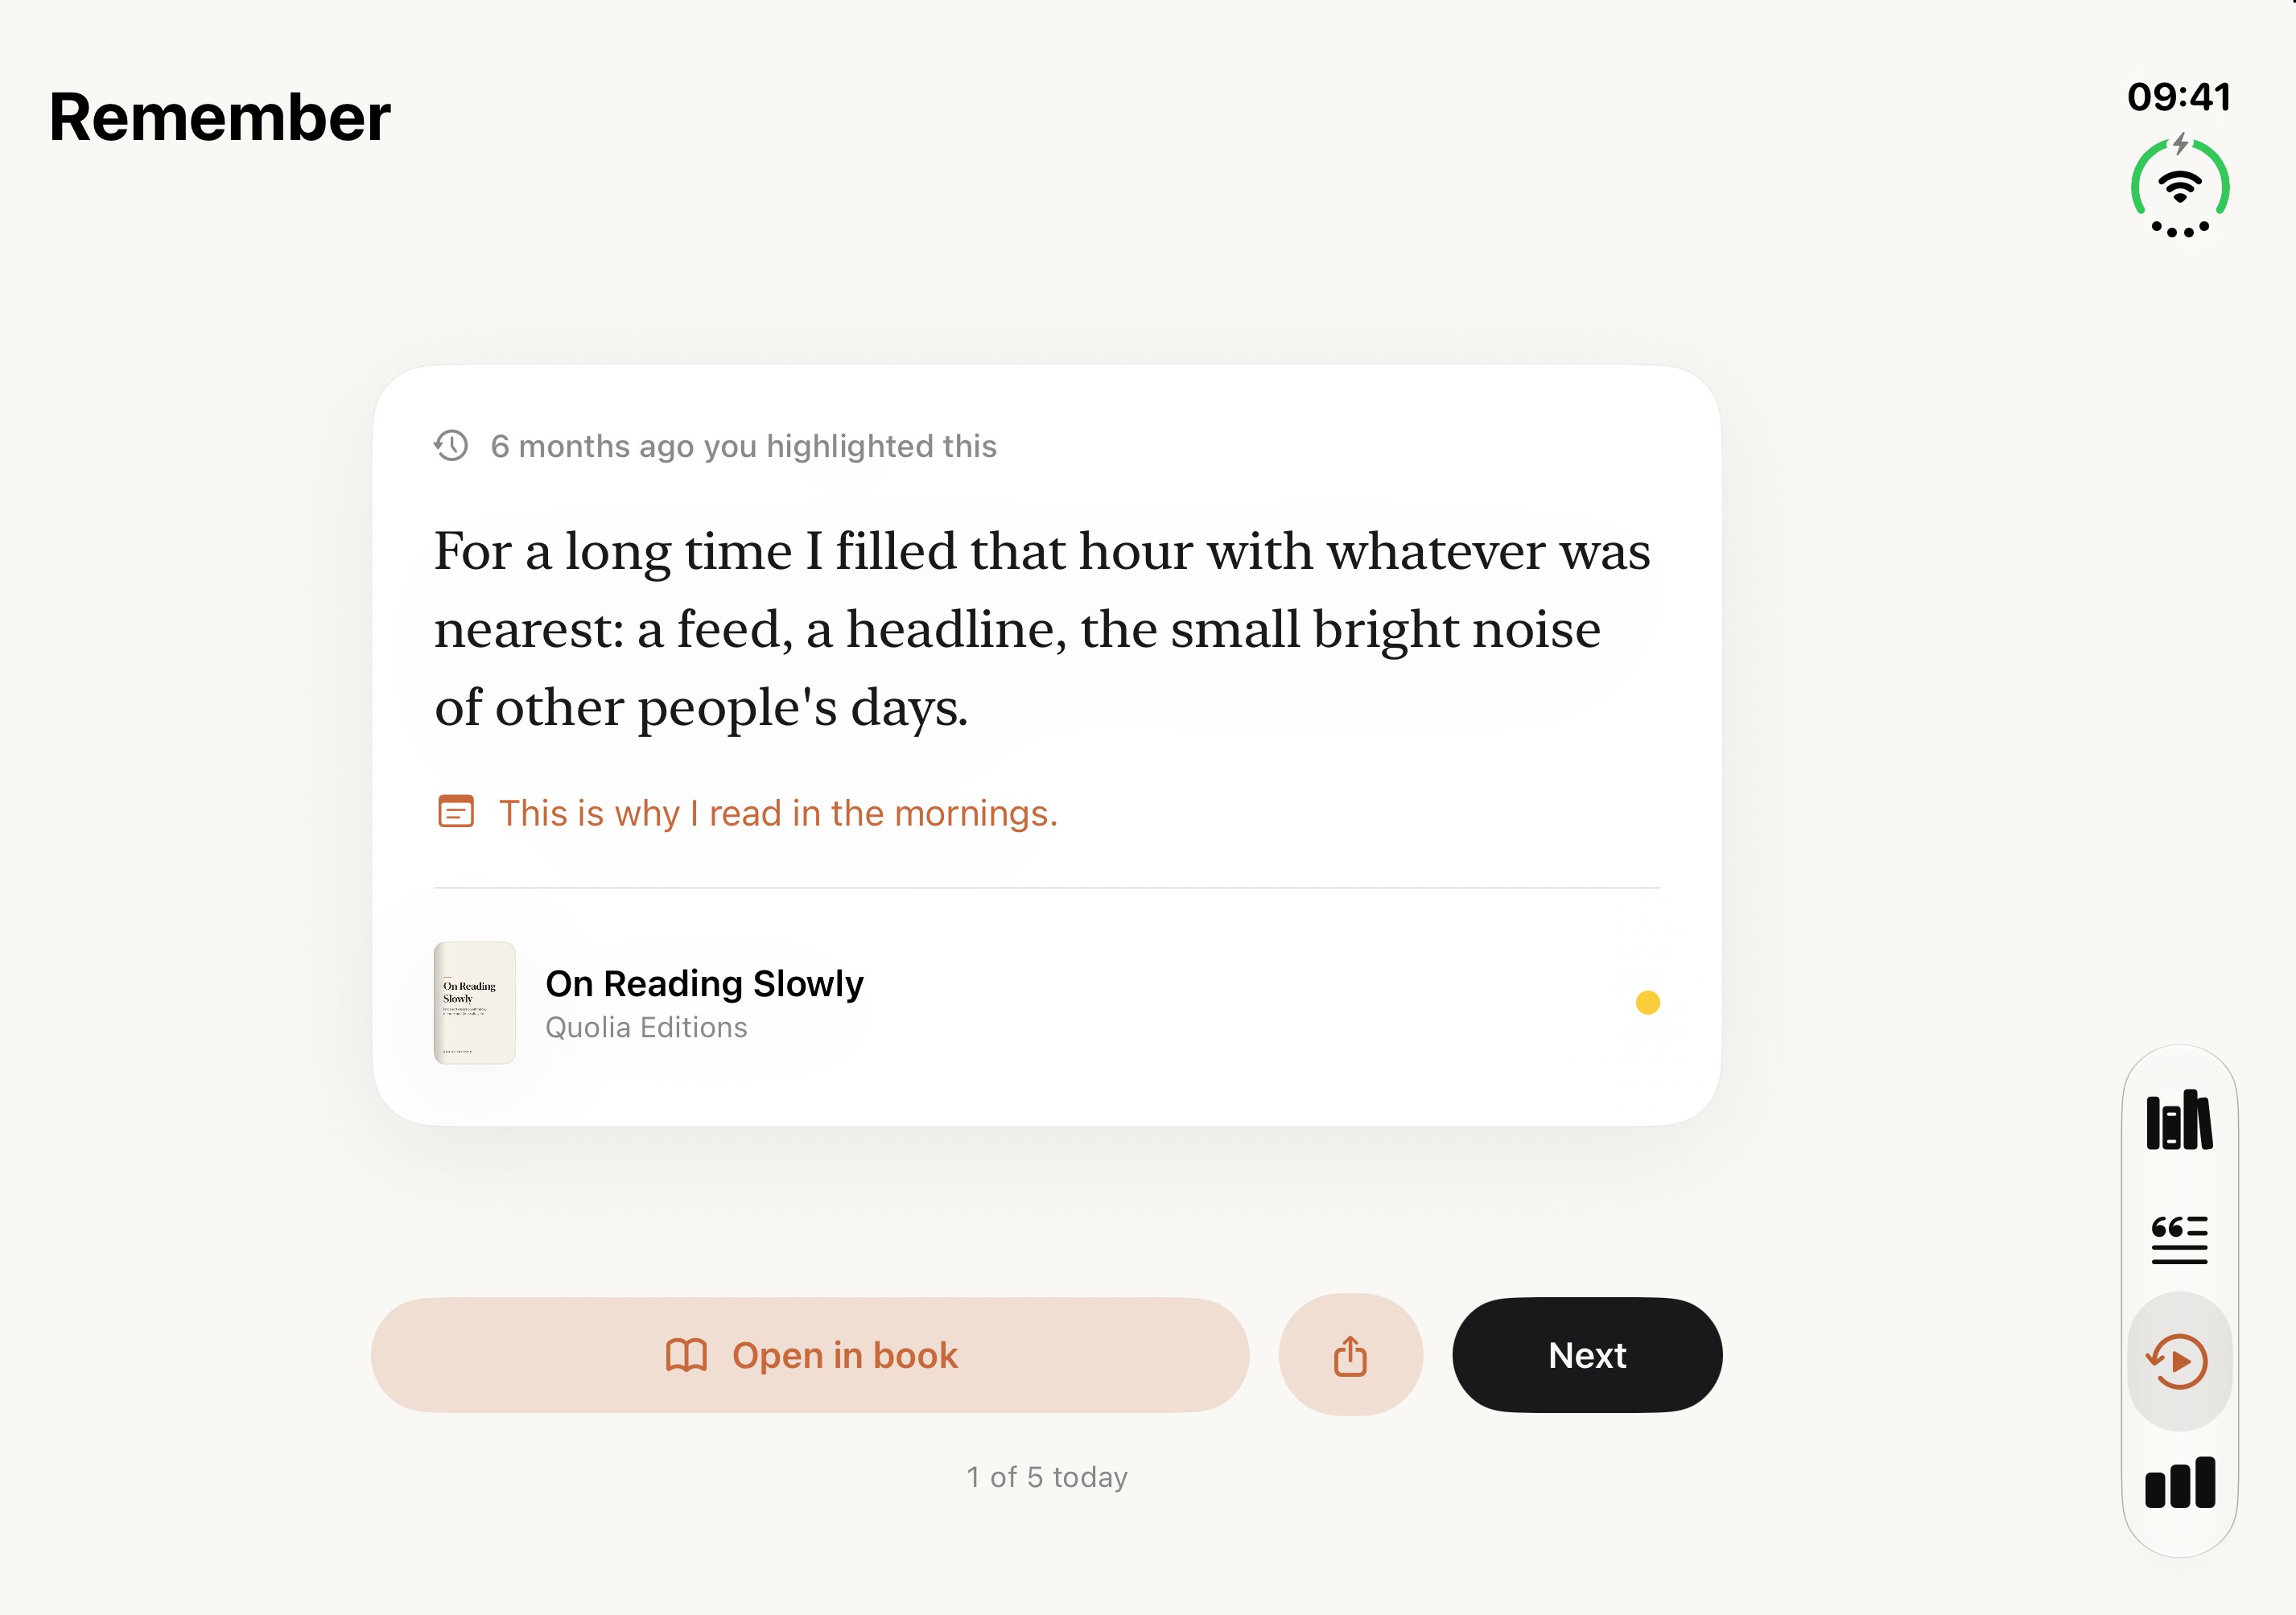 Remember
09:41
6 months ago you highlighted this
For a long time I filled that hour with whatever was
nearest: a feed, a headline, the small bright noise
of other people's days.
This is why I read in the mornings.
On Reading
Slowly
On Reading Slowly
Quolia Editions
Open in book
Next
1 of 5 today